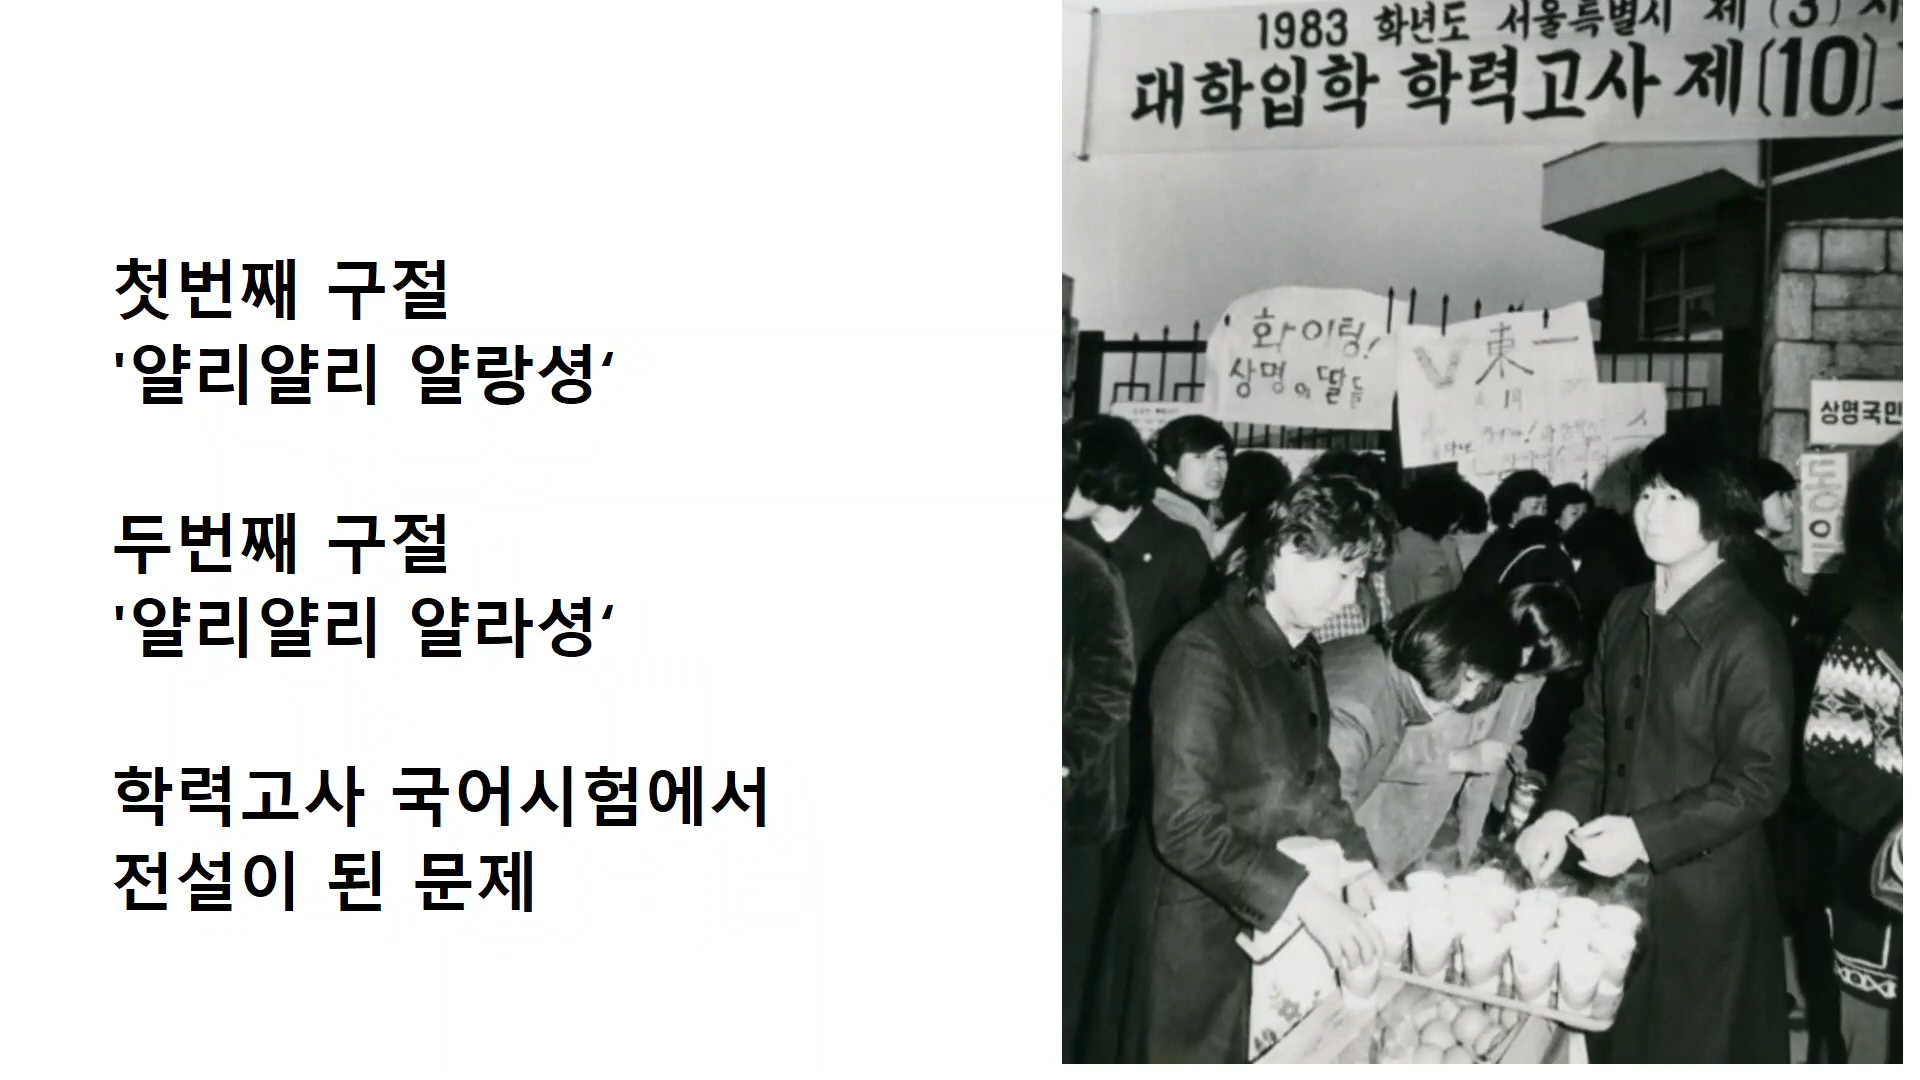 첫번째 구절
'얄리얄리 얄랑셩‘
두번째 구절
'얄리얄리 얄라셩‘
학력고사 국어시험에서
전설이 된 문제
1983 학년도 서울특별시 제 (3)
대학입학 학력고사 제 (10)
화이팅!
상명의 딸들
東一
상명국민
동일